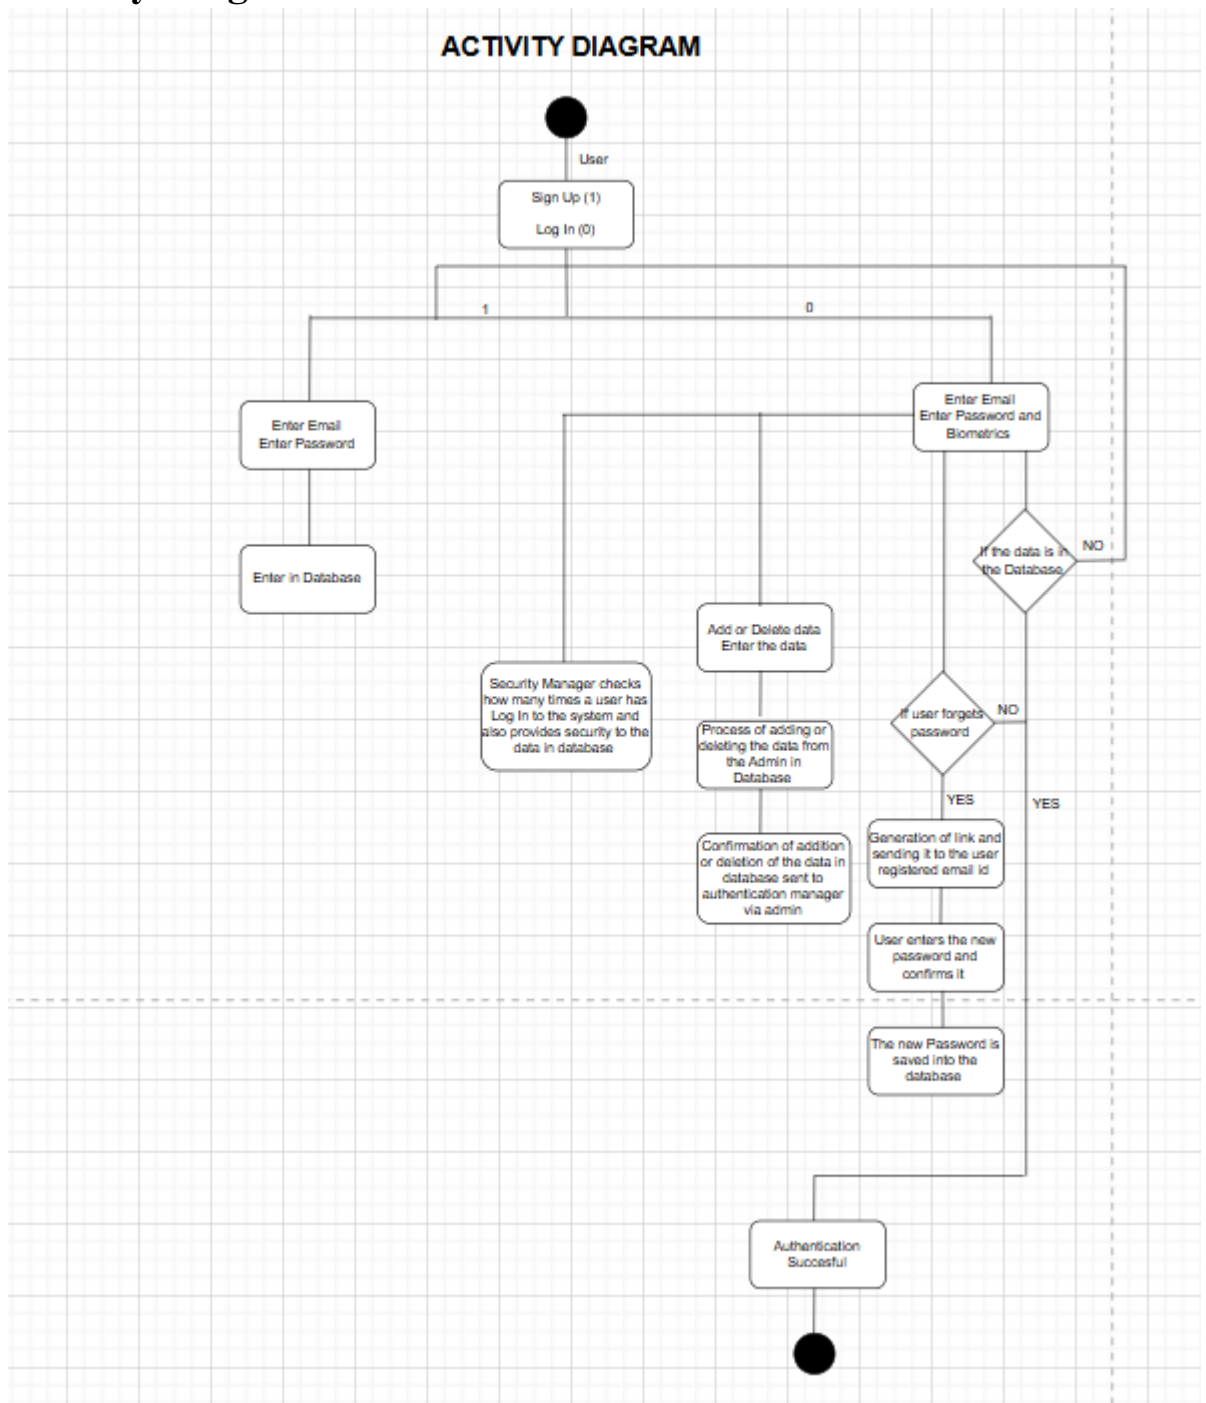 ACTIVITY DIAGRAM
User
Sign Up (1)
Log In (0)
1
0
Enter Email
Enter Password
Enter Email
Enter Password and
Biometrics
If the data is in
the Database
NO
Enter in Database
Add or Delete data
Enter the data
Security Manager checks
how many times a user has
Log In to the system and
also provides security to the
data in database
Process of adding or
deleting the data from
the Admin in
Database
If user forgets
password
NO
YES
YES
Confirmation of addition
or deletion of the data in
database sent to
authentication manager
via admin
Generation of link and
sending it to the user
registered email id
User enters the new
password and
confirms it
The new Password is
saved into the
database
Authentication
Succesful